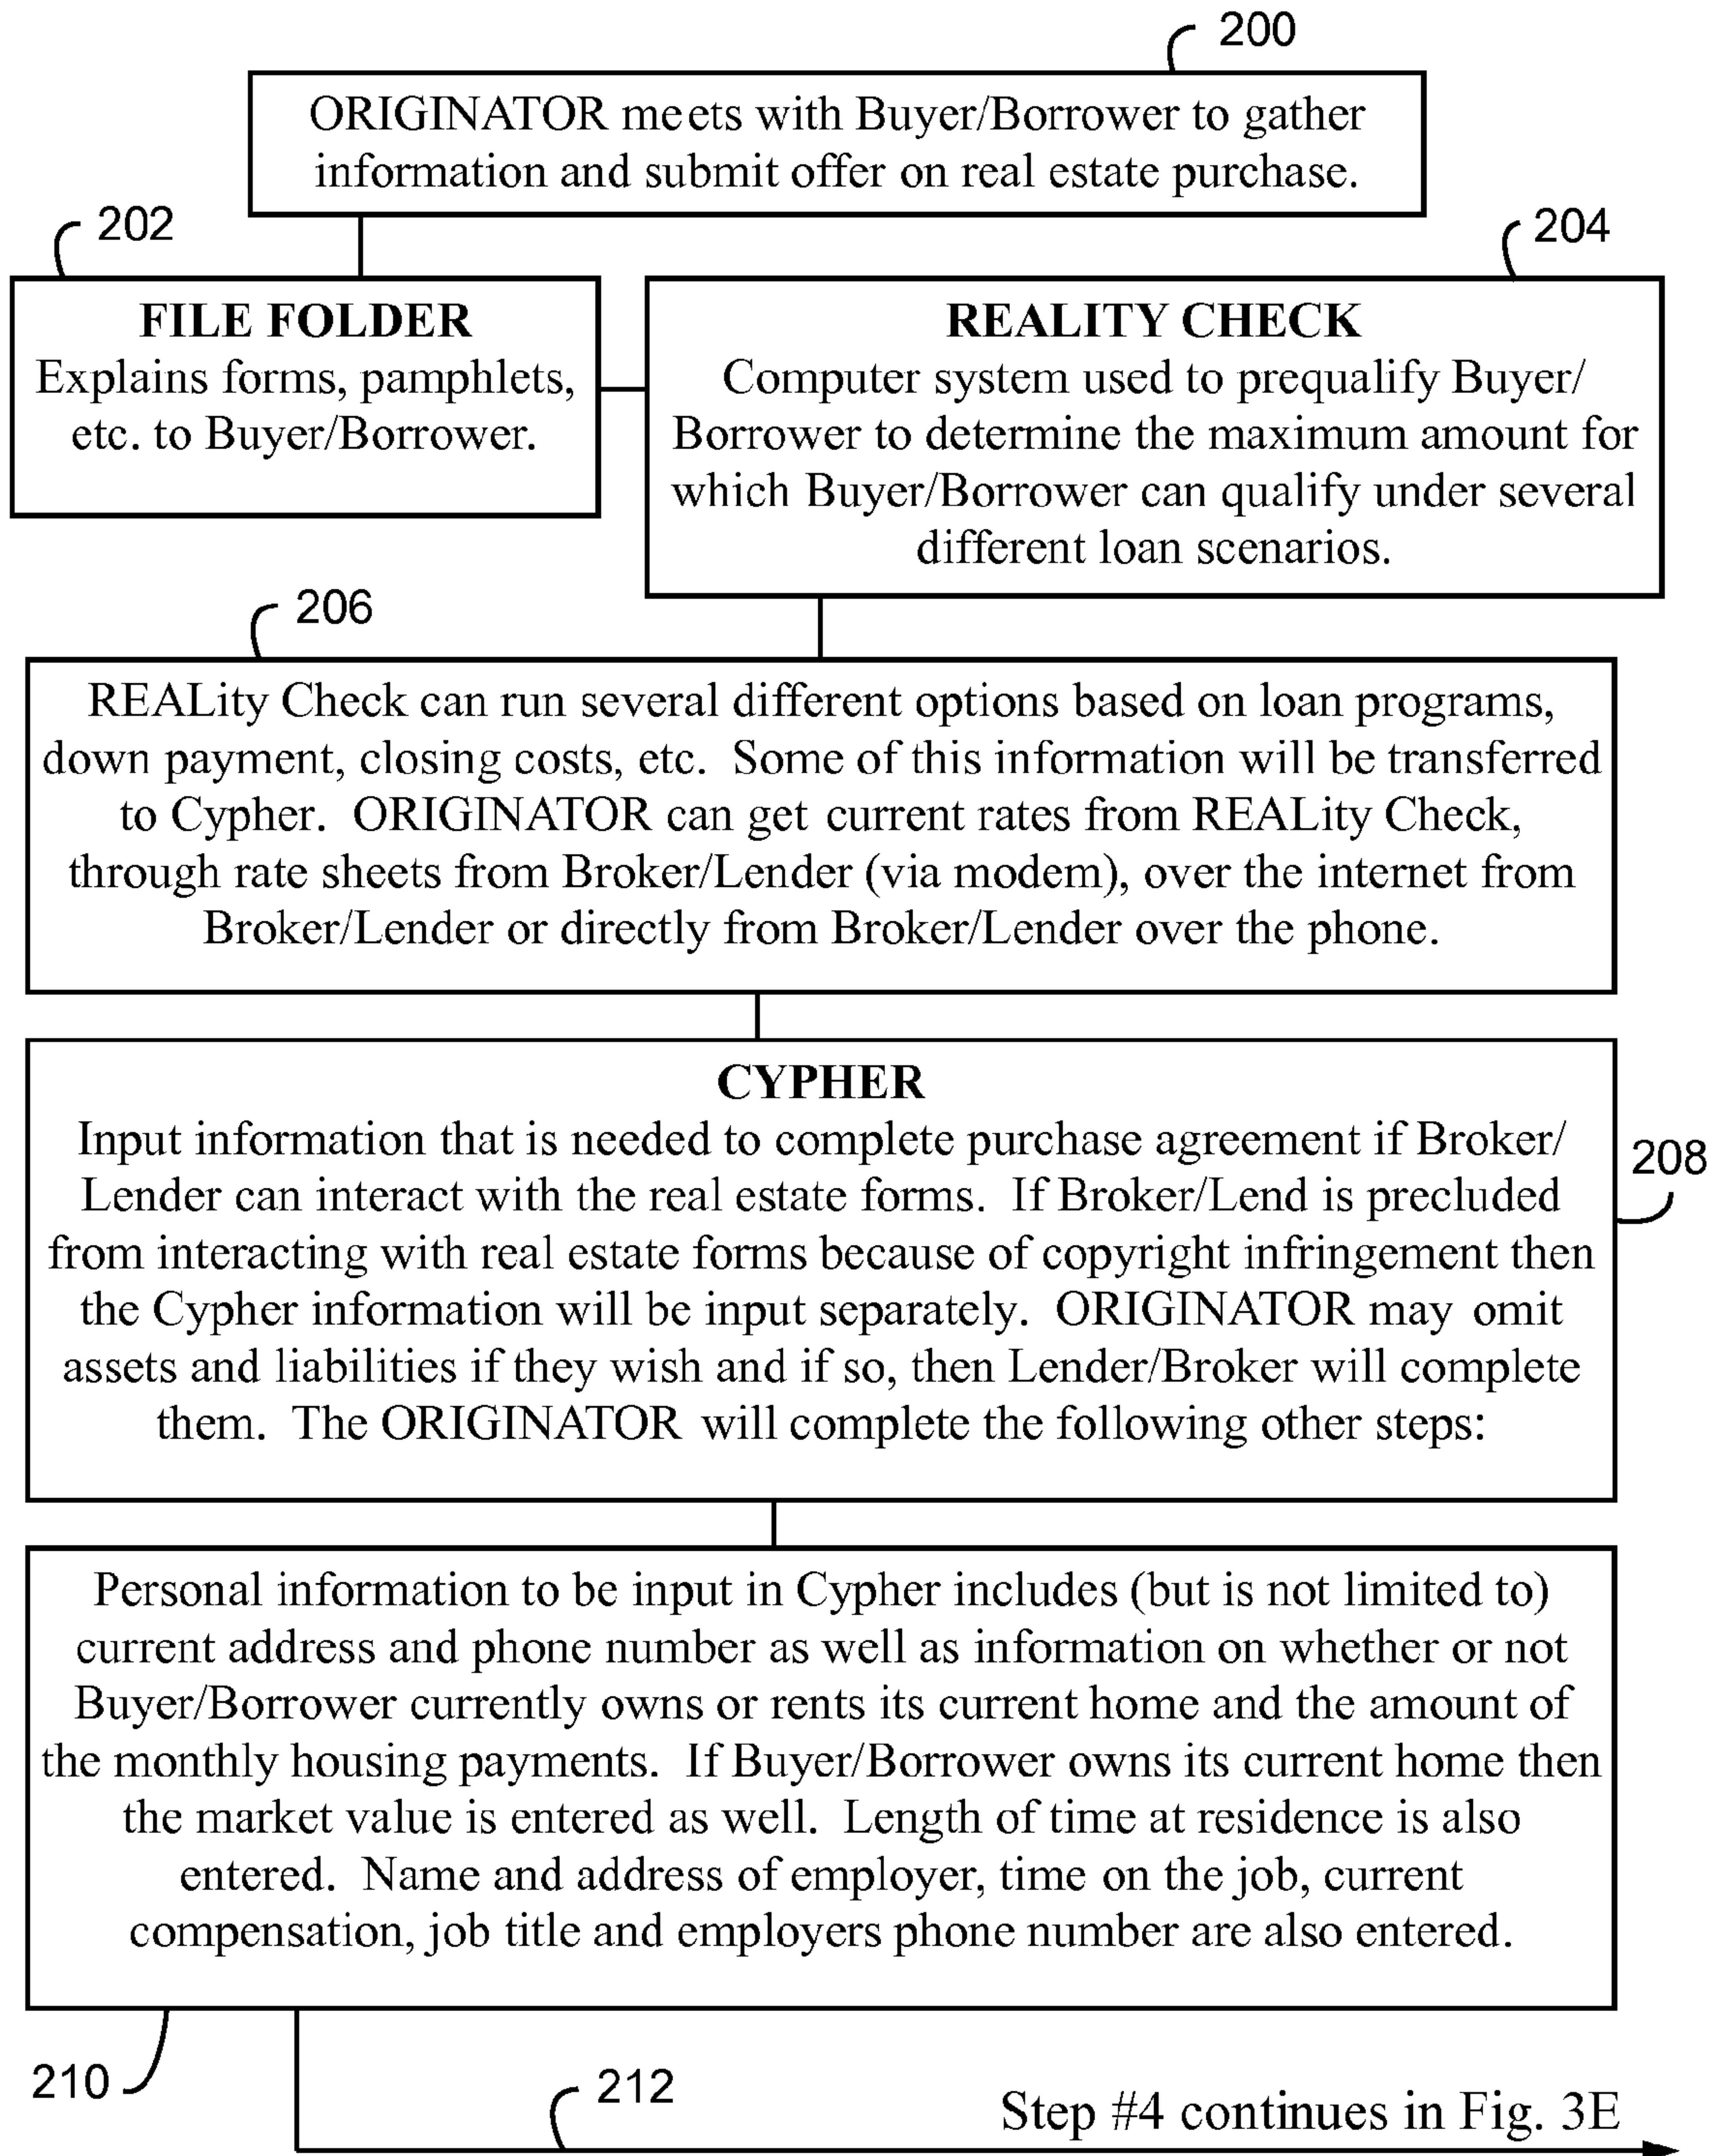 200
ORIGINATOR meets with Buyer/Borrower to gather
information and submit offer on real estate purchase.
202
FILE FOLDER
Explains forms, pamphlets,
etc. to Buyer/Borrower.
204
REALITY CHECK
Computer system used to prequalify Buyer/
Borrower to determine the maximum amount for
which Buyer/Borrower can qualify under several
different loan scenarios.
206
REALity Check can run several different options based on loan programs,
down payment, closing costs, etc. Some of this information will be transferred
to Cypher. ORIGINATOR can get current rates from REALity Check,
through rate sheets from Broker/Lender (via modem), over the internet from
Broker/Lender or directly from Broker/Lender over the phone.
CYPHER
Input information that is needed to complete purchase agreement if Broker/
Lender can interact with the real estate forms. If Broker/Lend is precluded
from interacting with real estate forms because of copyright infringement then
the Cypher information will be input separately. ORIGINATOR may omit
assets and liabilities if they wish and if so, then Lender/Broker will complete
them. The ORIGINATOR will complete the following other steps:
208
Personal information to be input in Cypher includes (but is not limited to)
current address and phone number as well as information on whether or not
Buyer/Borrower currently owns or rents its current home and the amount of
the monthly housing payments. If Buyer/Borrower owns its current home then
the market value is entered as well. Length of time at residence is also
entered. Name and address of employer, time on the job, current
compensation, job title and employers phone number are also entered.
210
212
Step #4 continues in Fig. 3E